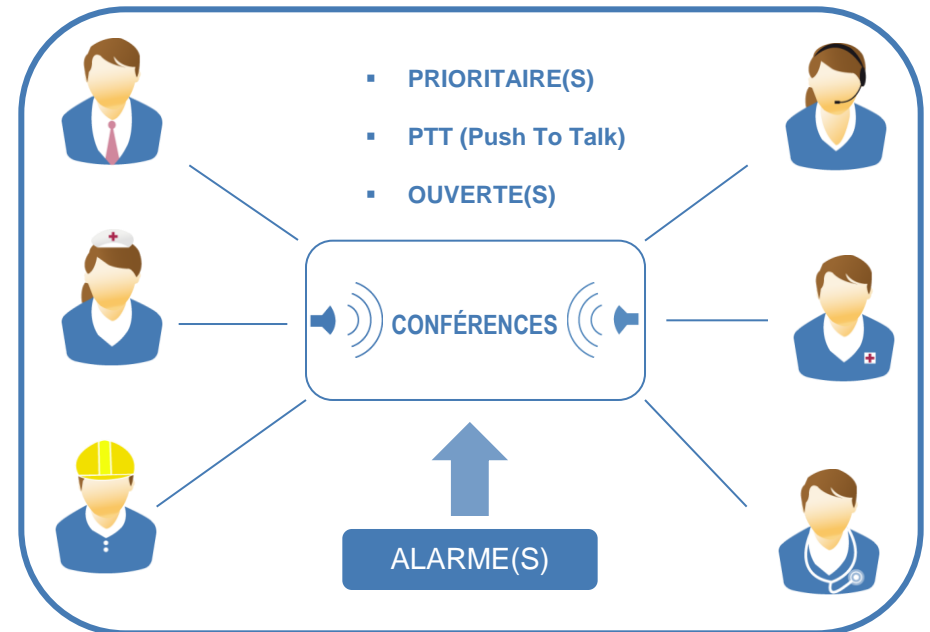 ▪ PRIORITAIRE(S)
▪ PTT (Push To Talk)
▪ OUVERTE(S)
CONFÉRENCES
ALARME(S)